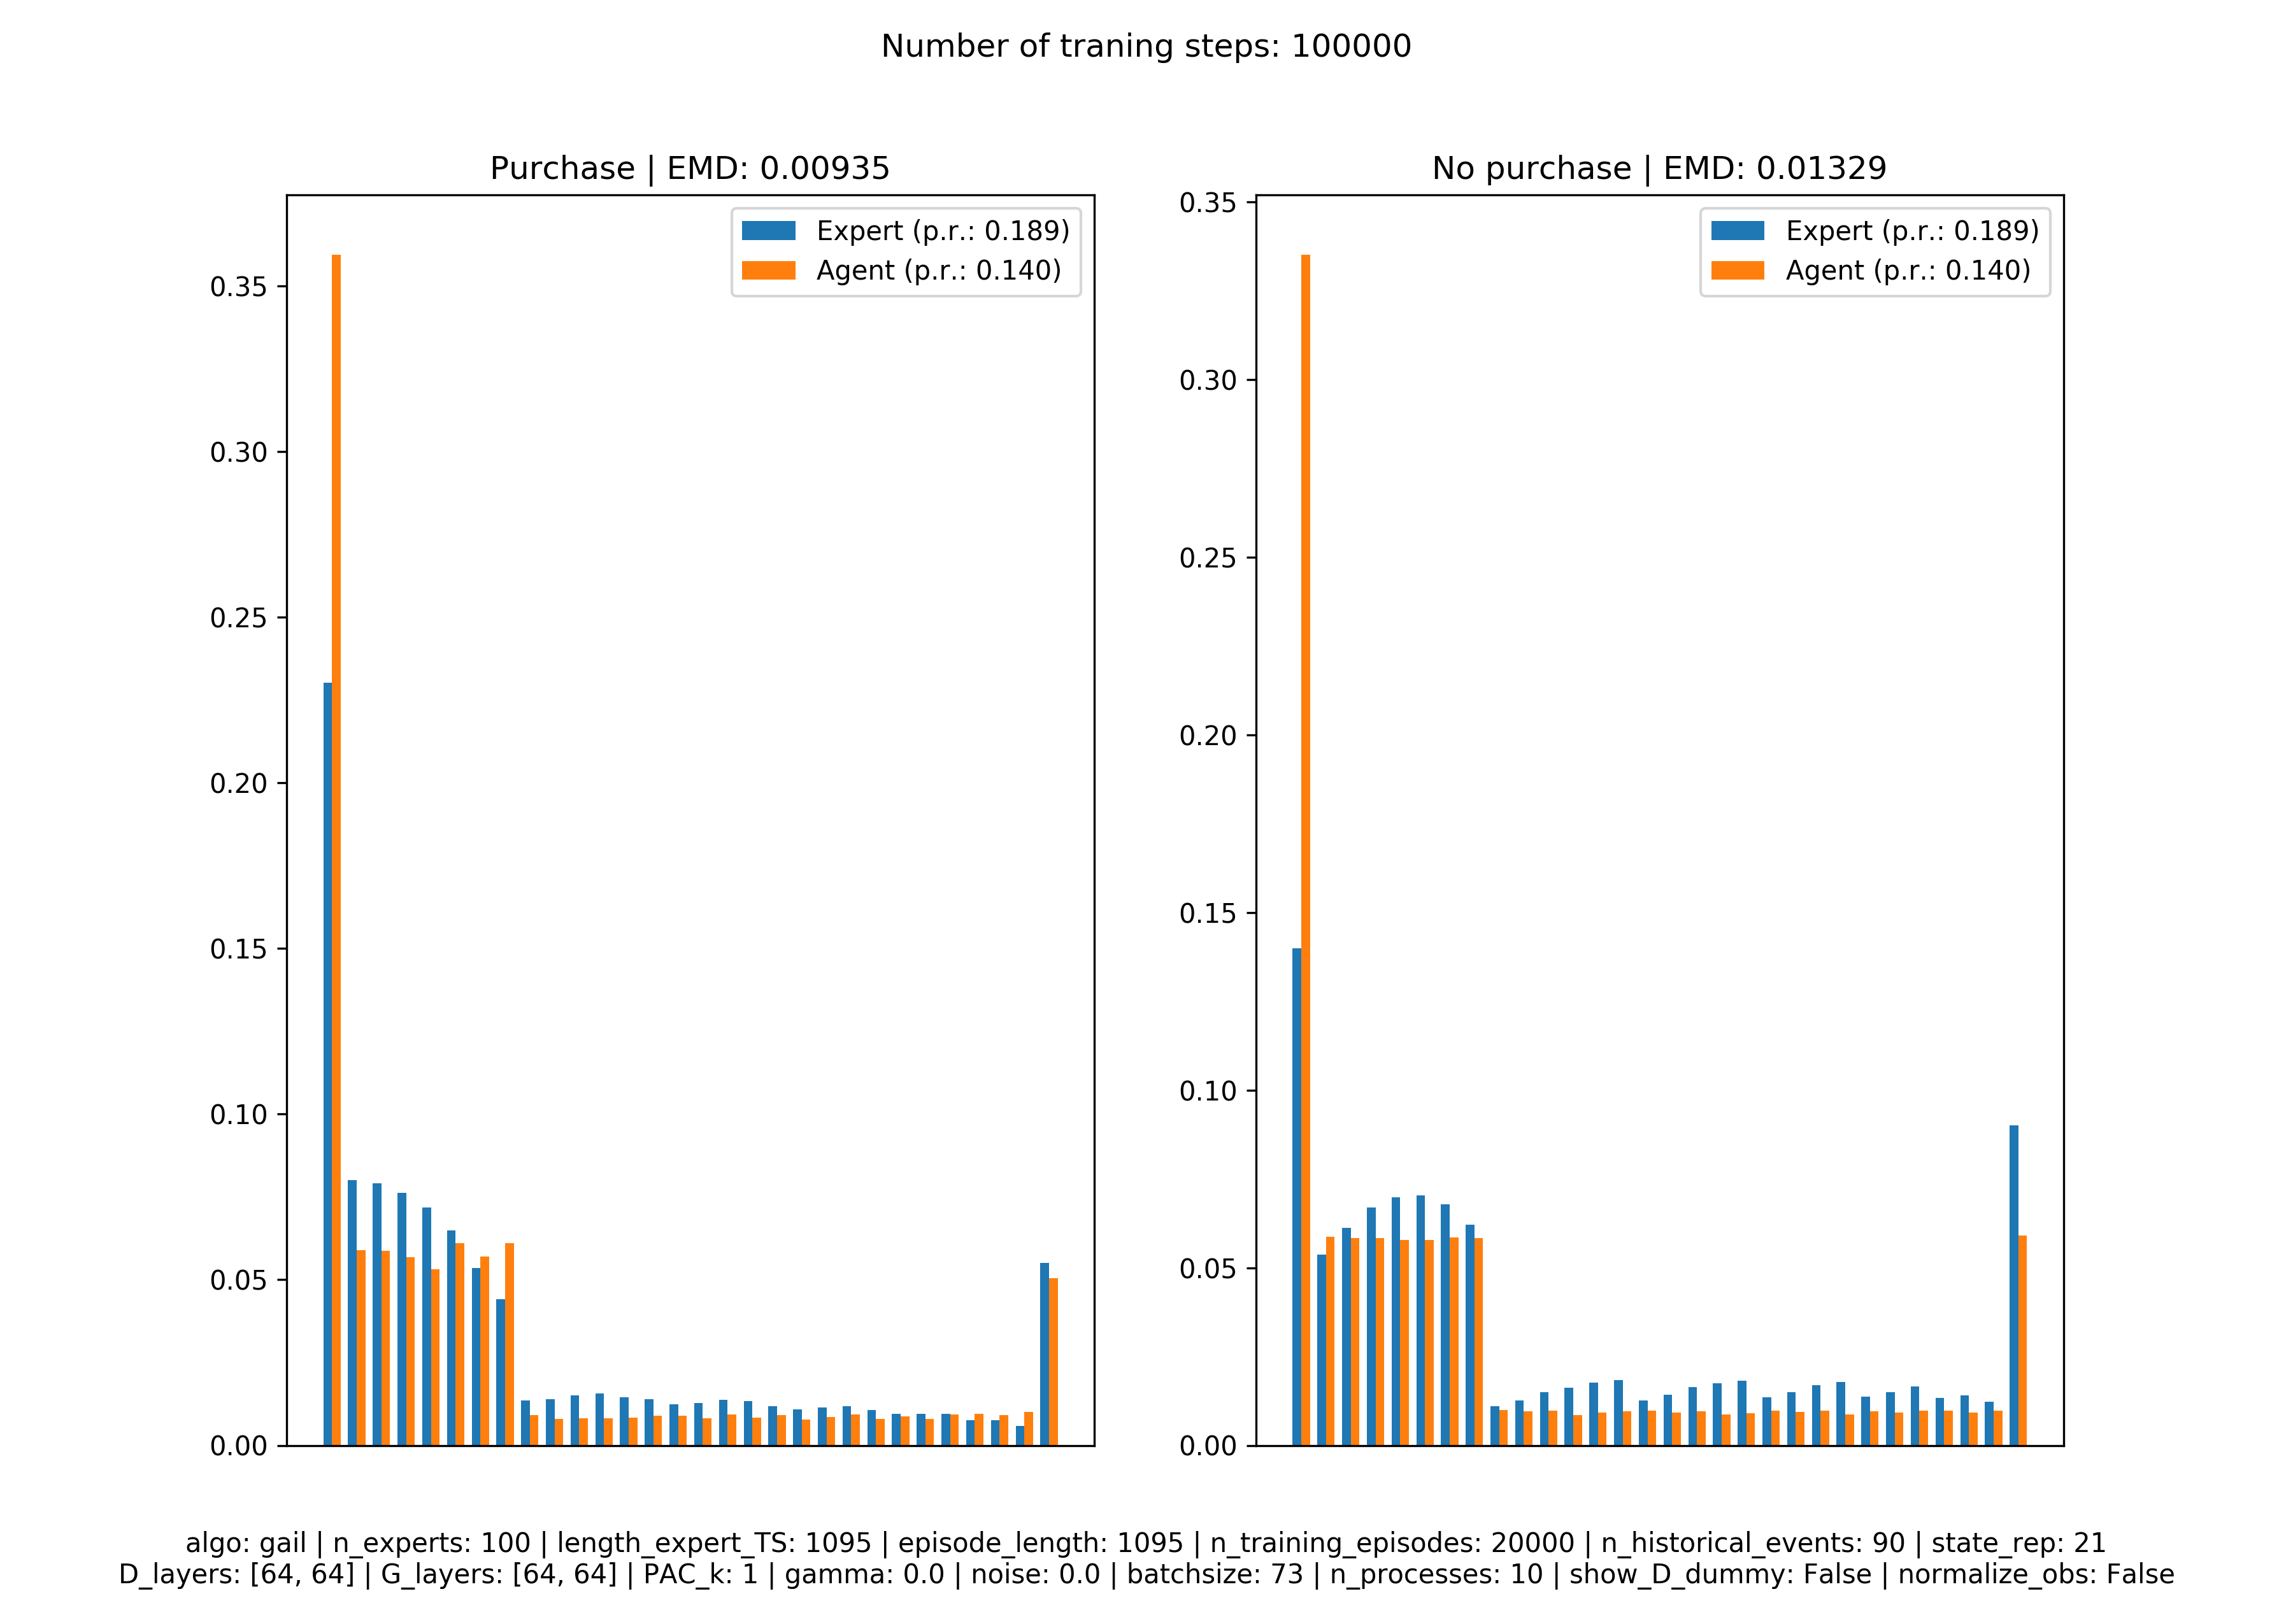 Number of traning steps: 100000
Purchase | EMD: 0.00935
Expert (p.r.: 0.189)
Agent (p.r.: 0.140)
0.35
0.30
0.25
0.20
0.15
0.10
0.05
0.00
No purchase | EMD: 0.01329
Expert (p.r.: 0.189)
Agent (p.r.: 0.140)
0.35
0.30
0.25
0.20
0.15
0.10
0.05
0.00
algo: gail | n_experts: 100 | length_expert_TS: 1095 | episode_length: 1095 | n_training_episodes: 20000 | n_historical_events: 90 | state_rep: 21
D_layers: [64, 64] | G_layers: [64, 64] | PAC_k: 1 | gamma: 0.0 | noise: 0.0 | batchsize: 73 | n_processes: 10 | show_D_dummy: False | normalize_obs: False